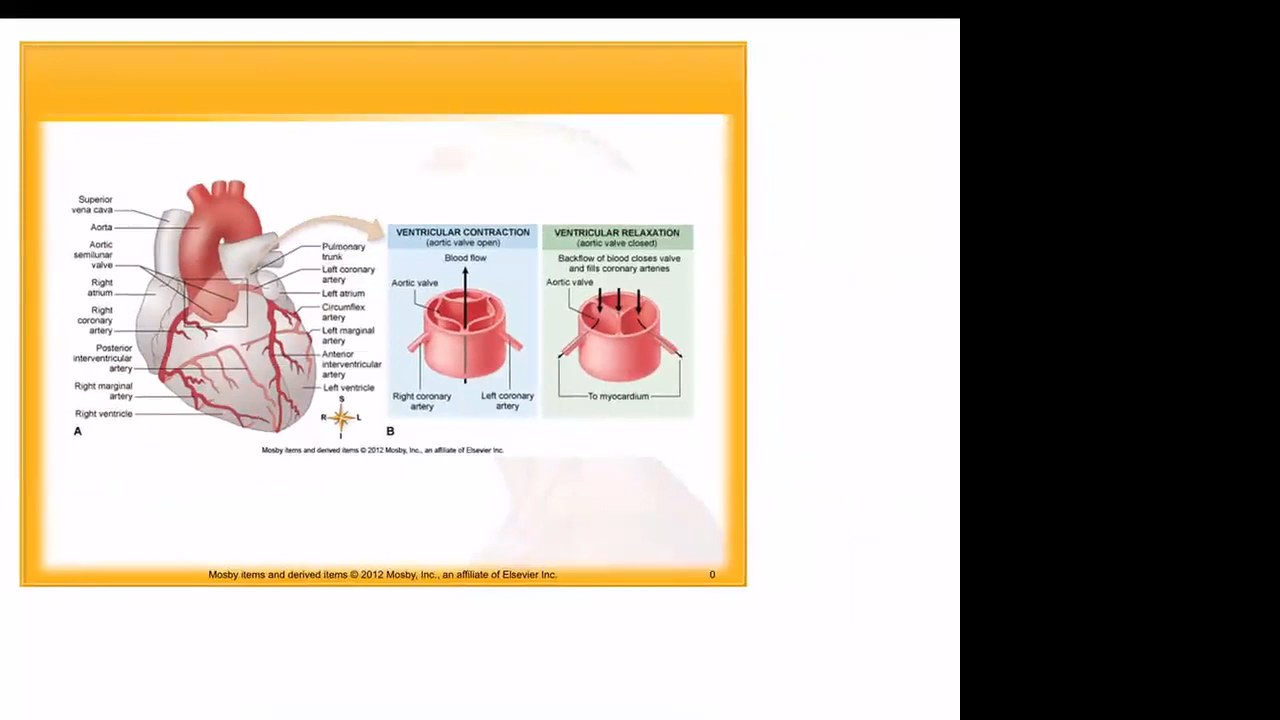 Superior
vena cava
Aorta
Aortic
semilunar
valve
Right
atrium
Right
coronary
artery
Posterior
interventricular
artery
Right marginal
artery
Right ventricle
Pulmonary
trunk
Left coronary
artery
Left atrium
Circumflex
artery
Left marginal
artery
Anterior
interventricular
artery
Left ventricle
S
R L
I
A
VENTRICULAR CONTRACTION
(aortic valve open)
Blood flow
Aortic valve
Right coronary
artery
Left coronary
artery
VENTRICULAR RELAXATION
(aortic valve closed)
Backflow of blood closes valve
and fills coronary arteries
Aortic valve
To myocardium
B
Mosby items and derived items © 2012 Mosby, Inc., an affiliate of Elsevier Inc.
Mosby items and derived items © 2012 Mosby, Inc., an affiliate of Elsevier Inc.
0